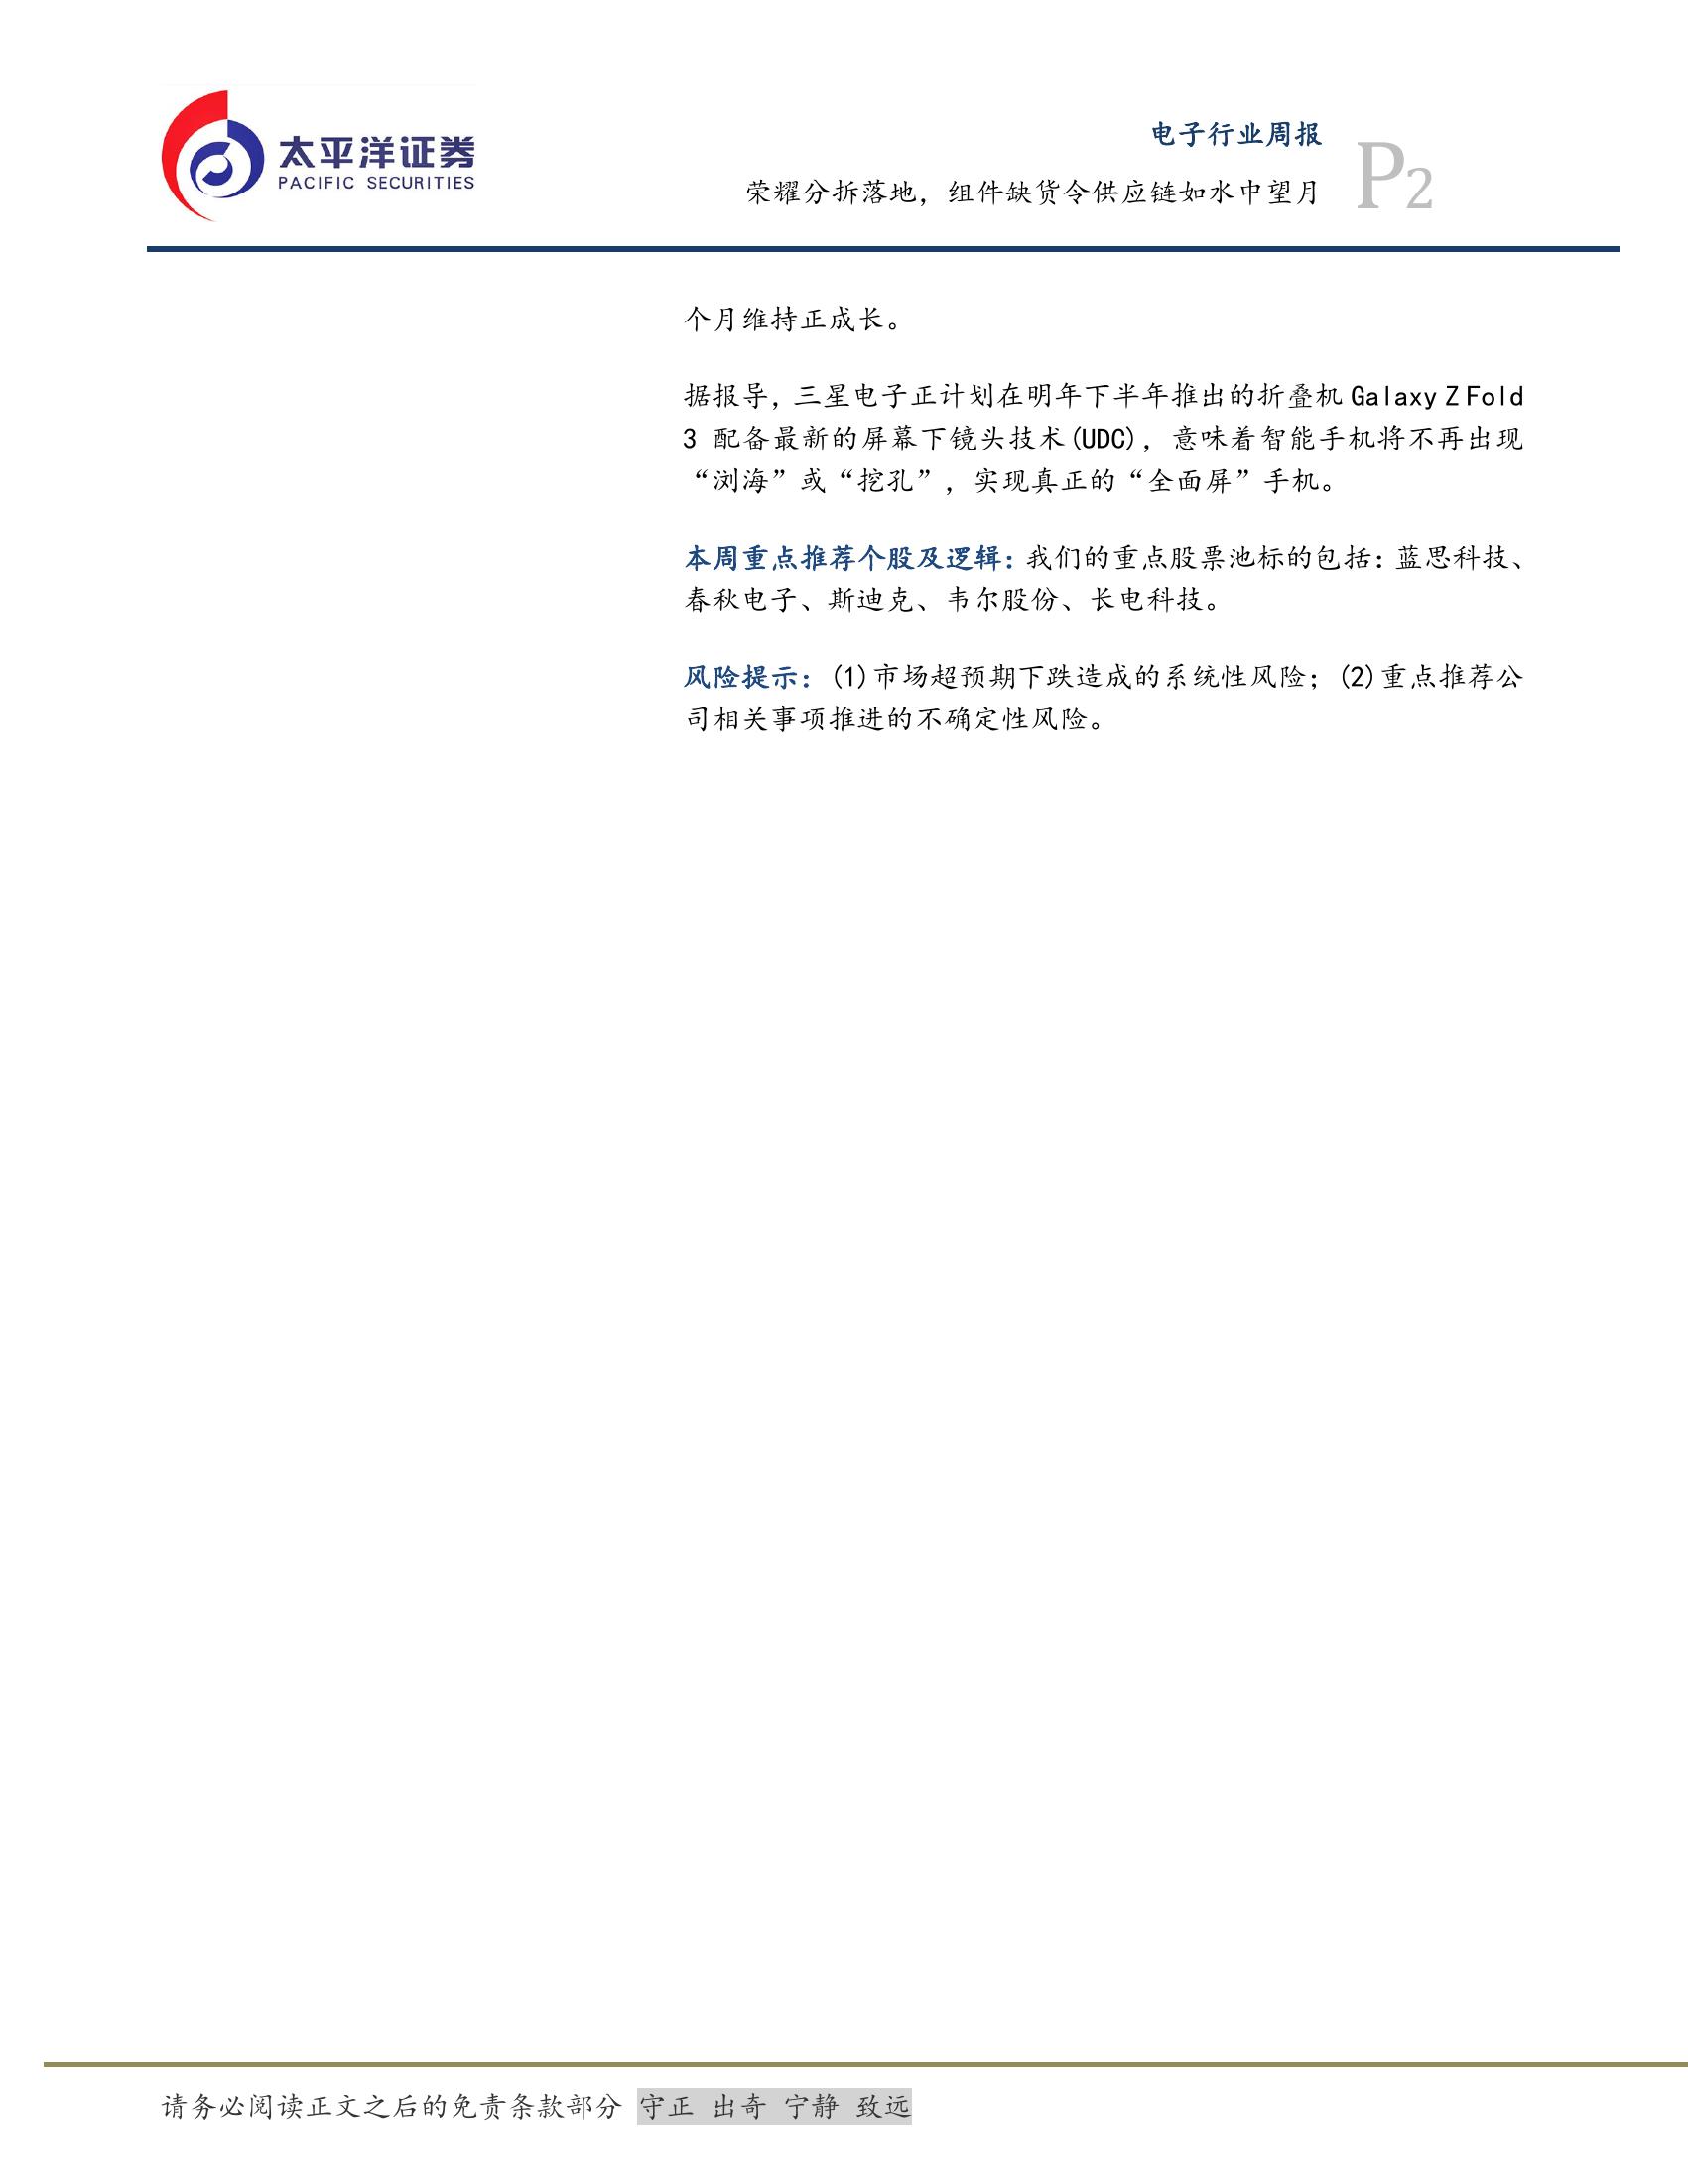 太平洋证券
PACIFIC SECURITIES
电子行业周报
荣耀分拆落地，组件缺货令供应链如水中望月
P2
个月维持正成长。
据报导，三星电子正计划在明年下半年推出的折叠机 Galaxy Z Fold
3 配备最新的屏幕下镜头技术(UDC)，意味着智能手机将不再出现
“浏海”或“挖孔”，实现真正的“全面屏”手机。
本周重点推荐个股及逻辑：我们的重点股票池标的包括：蓝思科技、
春秋电子、斯迪克、韦尔股份、长电科技。
风险提示：(1)市场超预期下跌造成的系统性风险；(2)重点推荐公
司相关事项推进的不确定性风险。
请务必阅读正文之后的免责条款部分 守正 出奇 宁静 致远